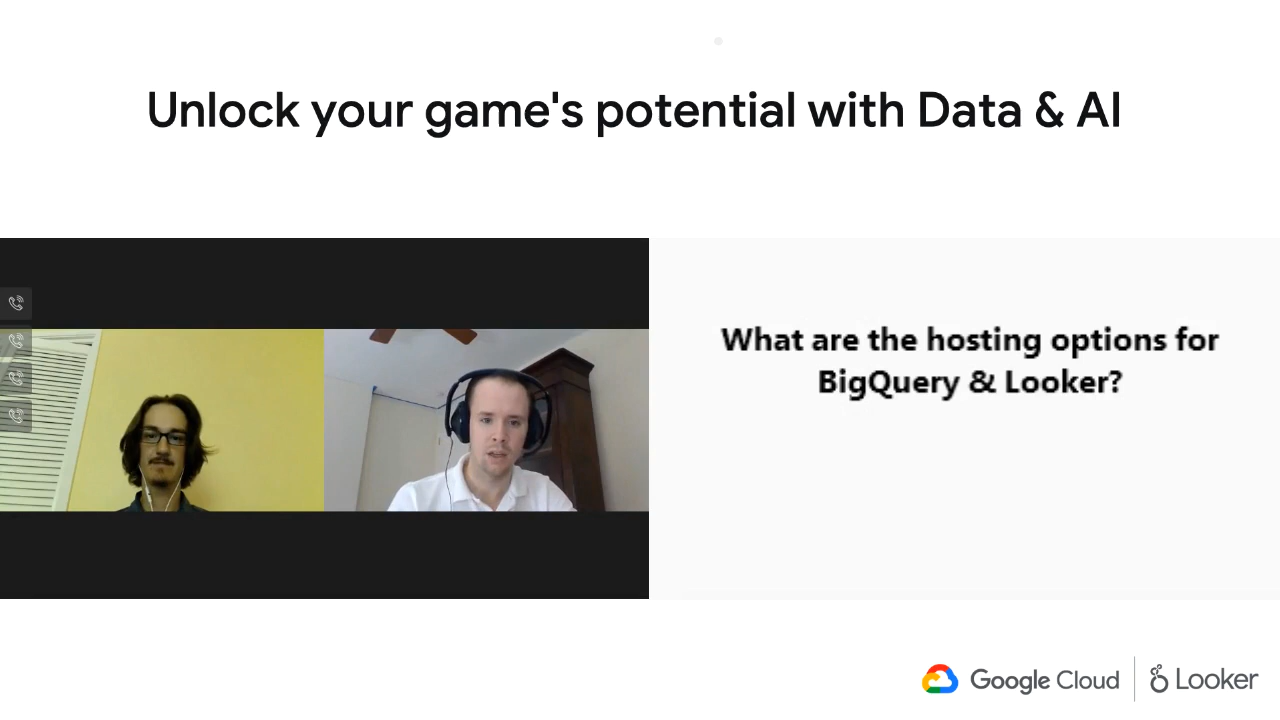 Unlock your game's potential with Data & AI
What are the hosting options for
BigQuery & Looker?
Google Cloud
Looker